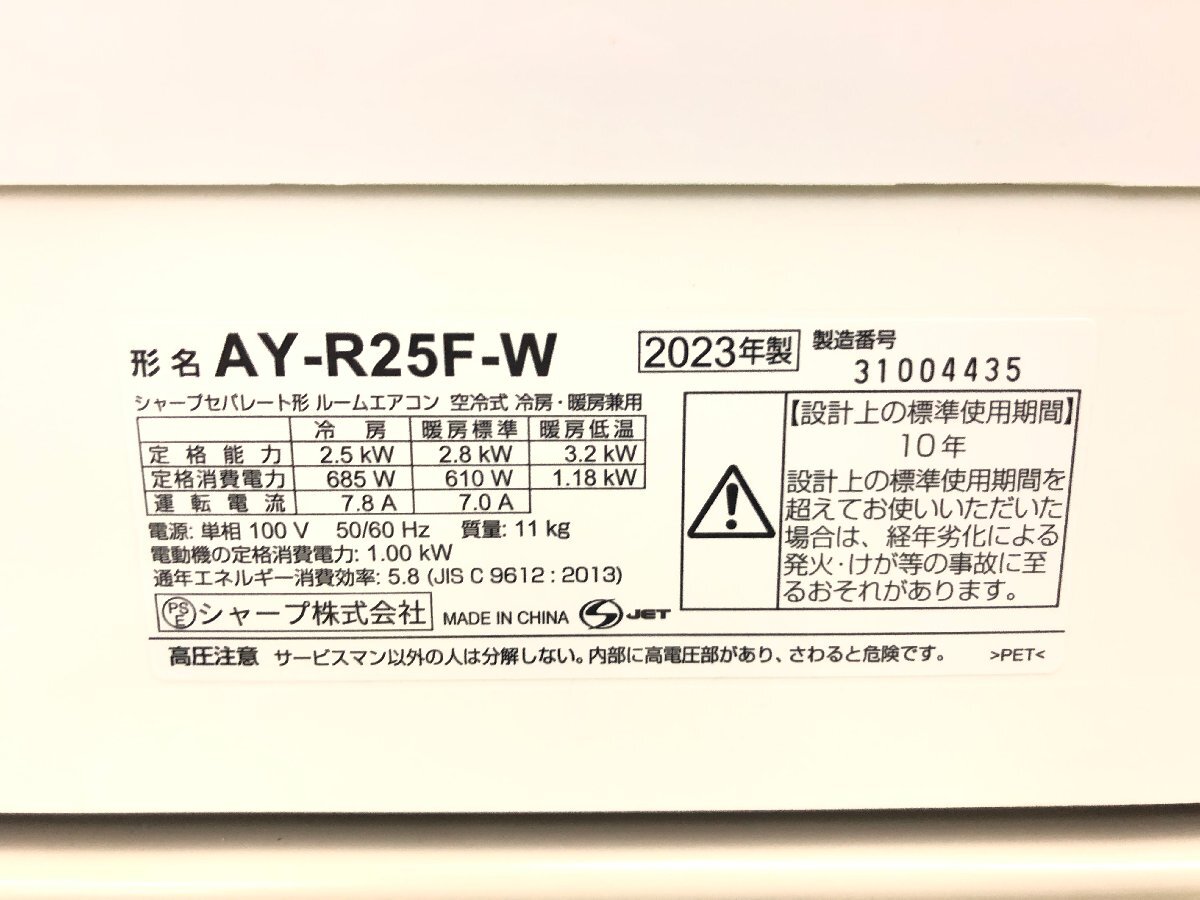 形名 AY-R25F-W 2023年製 製造番号
31004435
シャープセパレート形 ルームエアコン 空冷式 冷房・暖房兼用
冷房 暖房標準 暖房低温
定格能力 2.5 kW 2.8 kW 3.2 kW
定格消費電力 685 W 610 W 1.18 kW
運転電流 7.8 A 7.0 A
電源: 単相 100 V 50/60 Hz 質量: 11 kg
電動機の定格消費電力: 1.00 kW
通年エネルギー消費効率: 5.8 (JIS C 9612 : 2013)
PSE シャープ株式会社 MADE IN CHINA JET
【設計上の標準使用期間】
10年
設計上の標準使用期間を
超えてお使いいただいた
場合は、経年劣化による
発火・けが等の事故に至
るおそれがあります。
高圧注意 サービスマン以外の人は分解しない。内部に高電圧部があり、さわると危険です。 >PET<